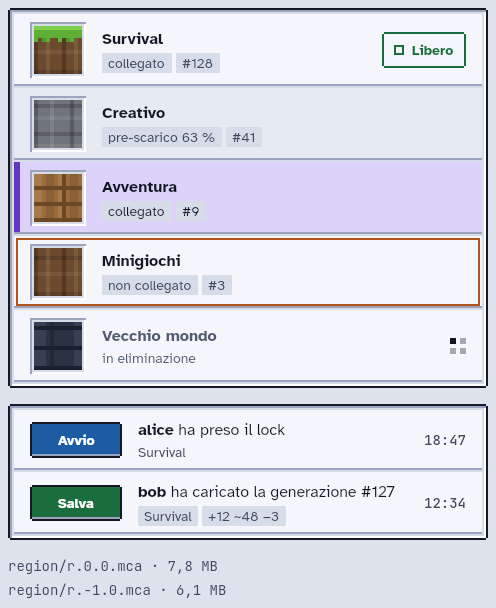 Survival
collegato #128
Libero
Creativo
pre-scarico 63 % #41
Avventura
collegato #9
Minigiochi
non collegato #3
Vecchio mondo
in eliminazione
Avvio
alice ha preso il lock
Survival
18:47
Salva
bob ha caricato la generazione #127
Survival +12 ~48 −3
12:34
region/r.0.0.mca · 7,8 MB
region/r.-1.0.mca · 6,1 MB